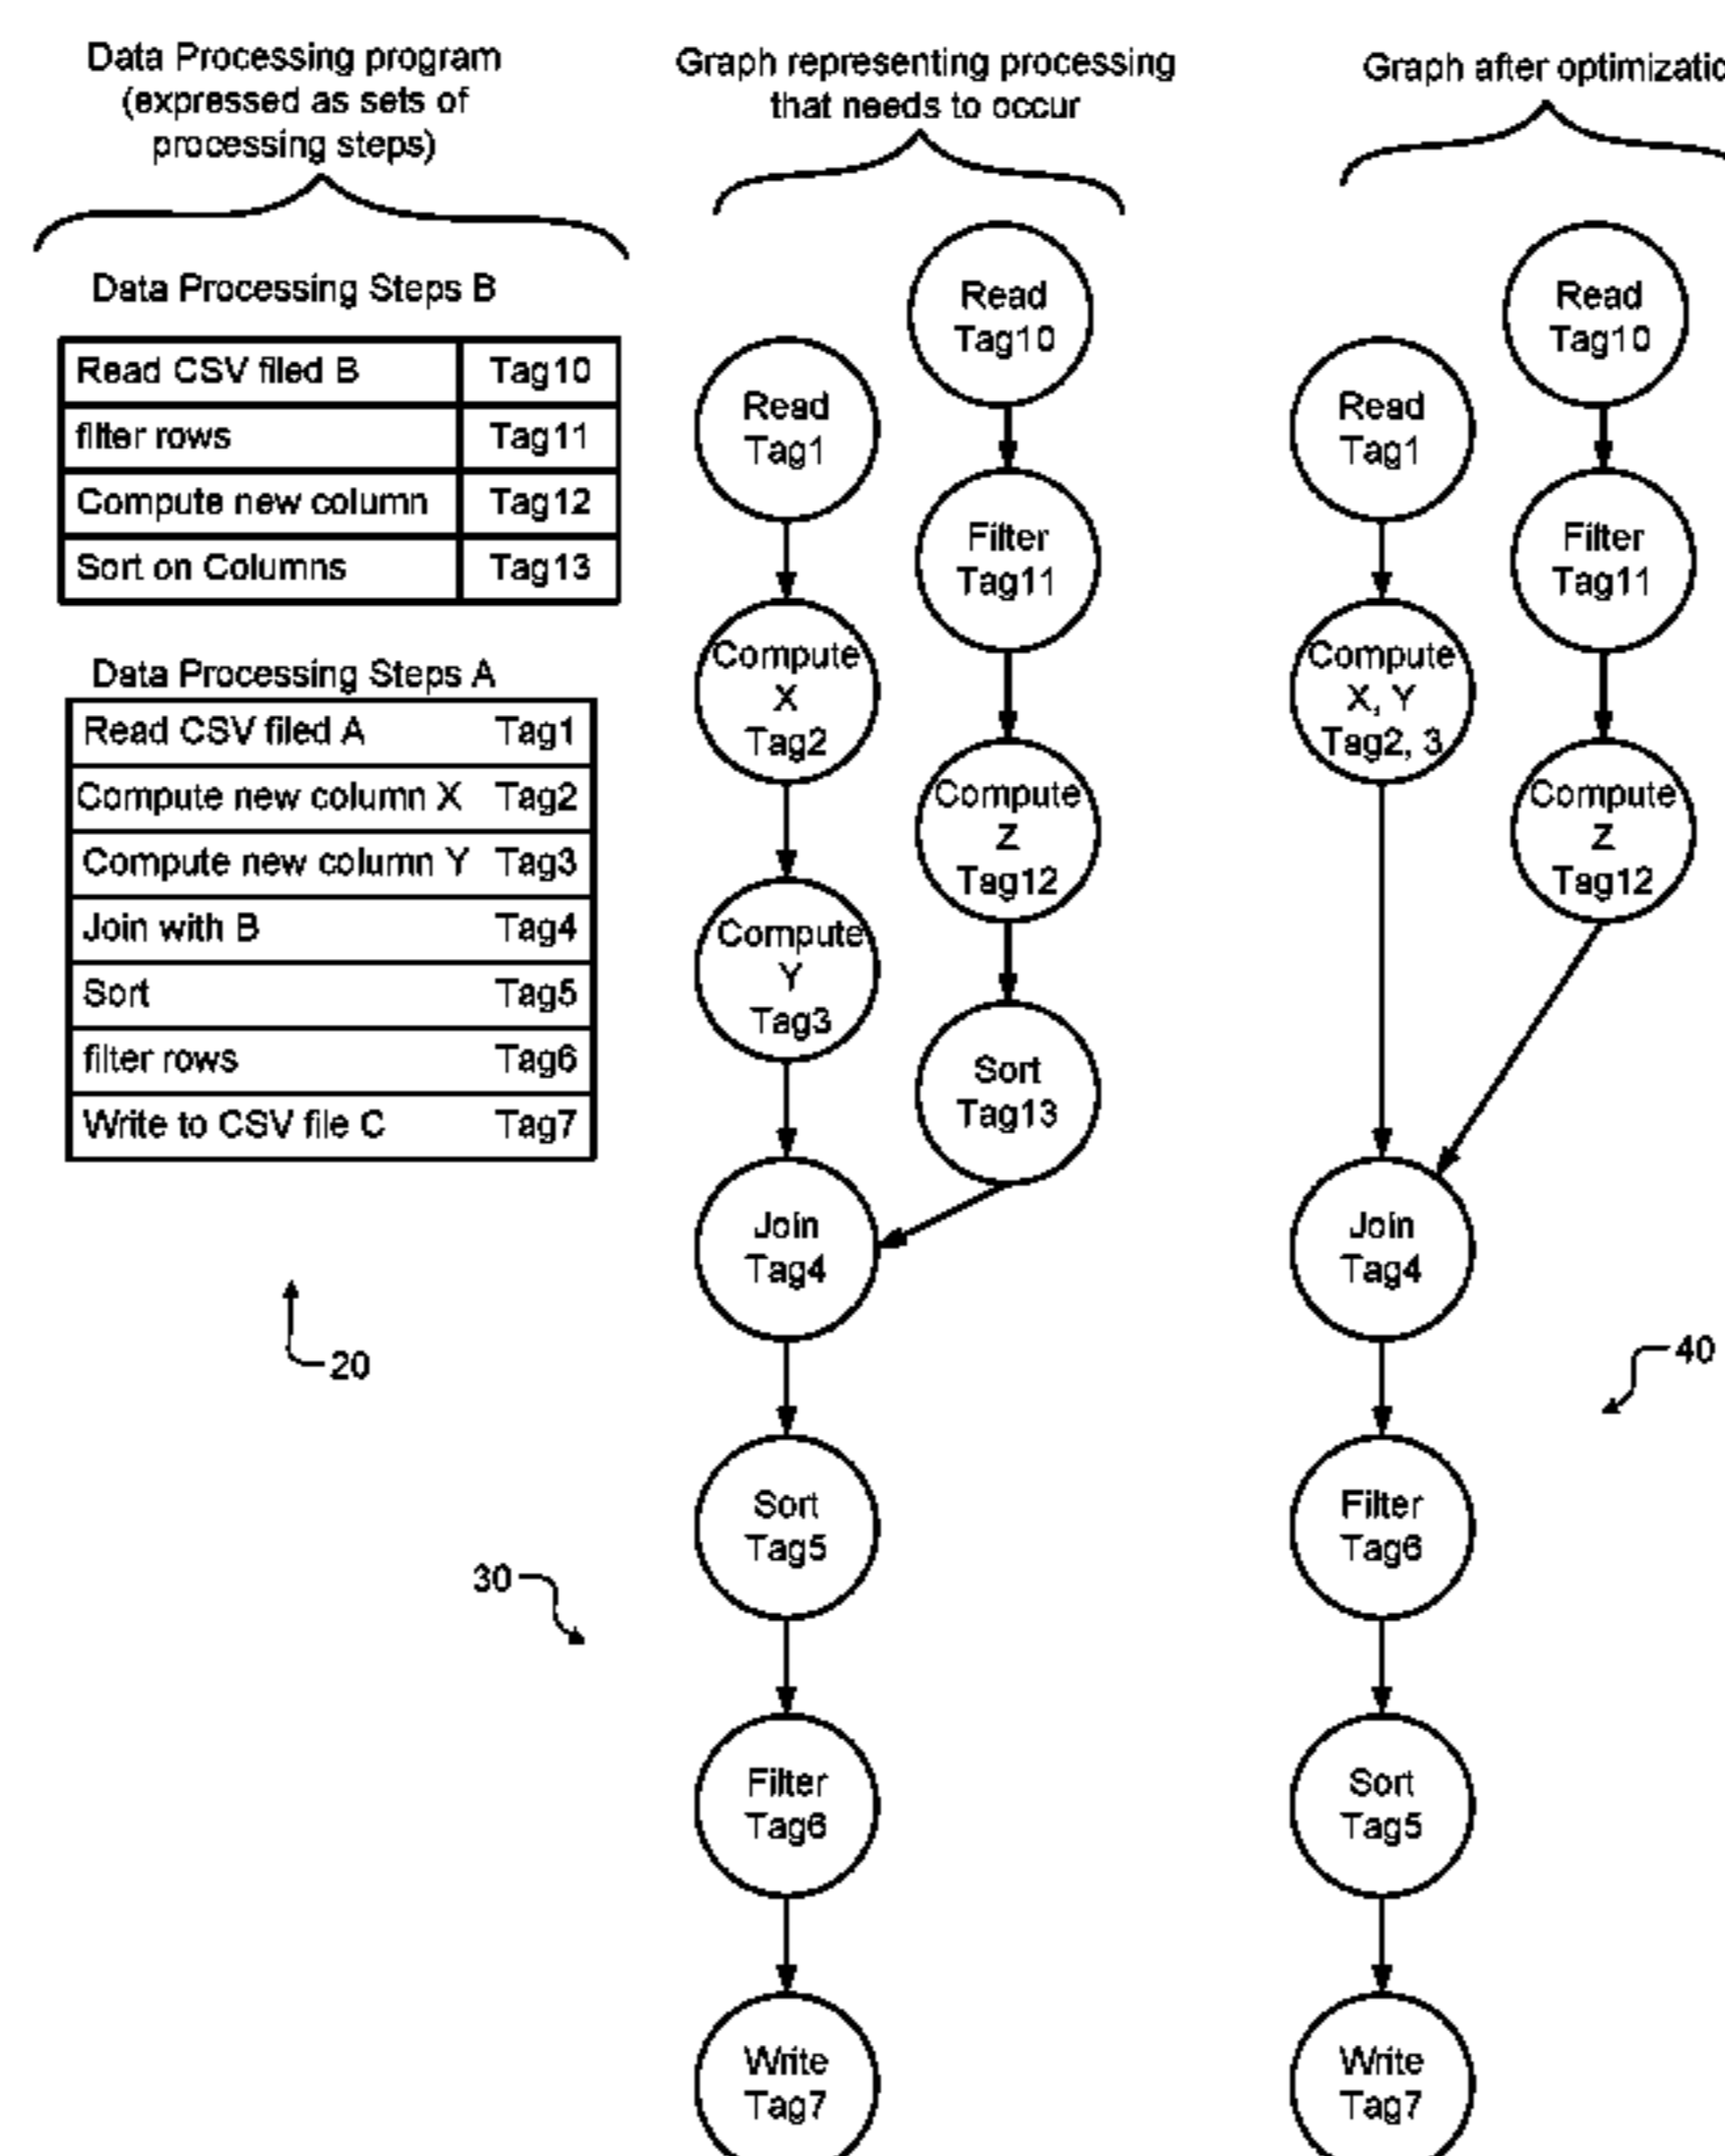 Data Processing program
(expressed as sets of
processing steps)
Data Processing Steps B
Read CSV filed B Tag10
filter rows Tag11
Compute new column Tag12
Sort on Columns Tag13
Data Processing Steps A
Read CSV filed A Tag1
Compute new column X Tag2
Compute new column Y Tag3
Join with B Tag4
Sort Tag5
filter rows Tag6
Write to CSV file C Tag7
20
Graph representing processing
that needs to occur
Read
Tag10
Read
Tag1
Filter
Tag11
Compute
X
Tag2
Compute
Z
Tag12
Compute
Y
Tag3
Sort
Tag13
Join
Tag4
Sort
Tag5
30
Filter
Tag6
Write
Tag7
Graph after
Read
Tag10
Read
Tag1
Filter
Tag11
Compute
X, Y
Tag2, 3
Compute
Z
Tag12
Join
Tag4
40
Filter
Tag6
Sort
Tag5
Write
Tag7